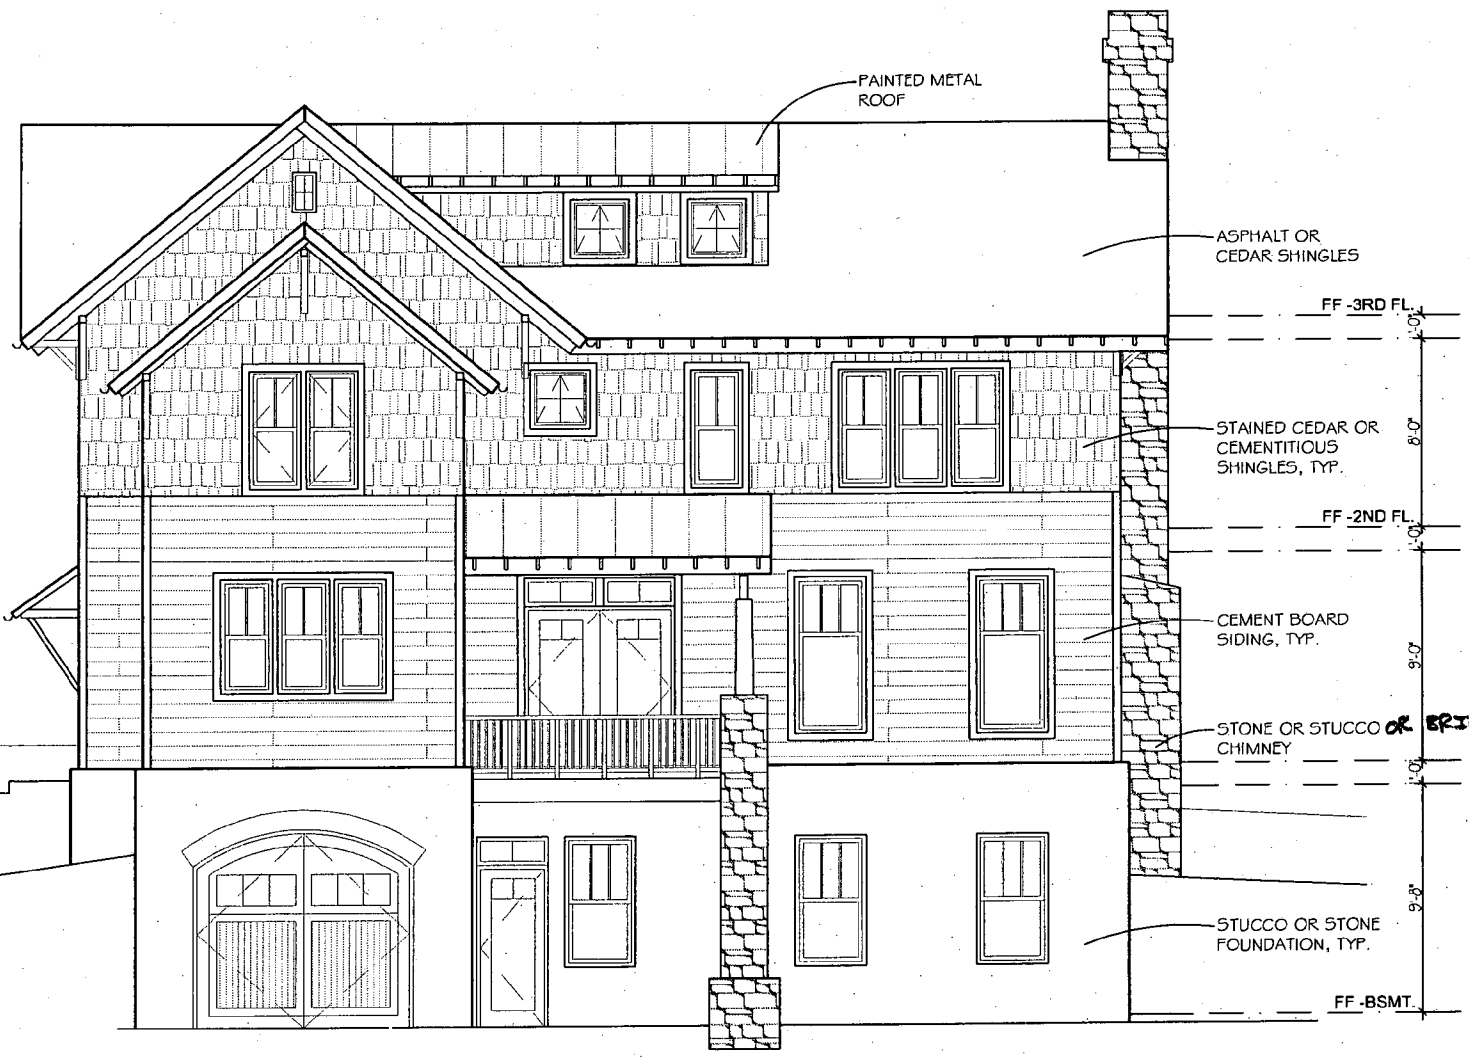 PAINTED METAL
ROOF
ASPHALT OR
CEDAR SHINGLES
FF -3RD FL.
1'-0"
STAINED CEDAR OR
CEMENTITIOUS
SHINGLES, TYP.
8'-0"
FF -2ND FL.
1'-0"
CEMENT BOARD
SIDING, TYP.
9'-0"
STONE OR STUCCO OR BRI
CHIMNEY
1'-0"
9'-8"
STUCCO OR STONE
FOUNDATION, TYP.
FF -BSMT.